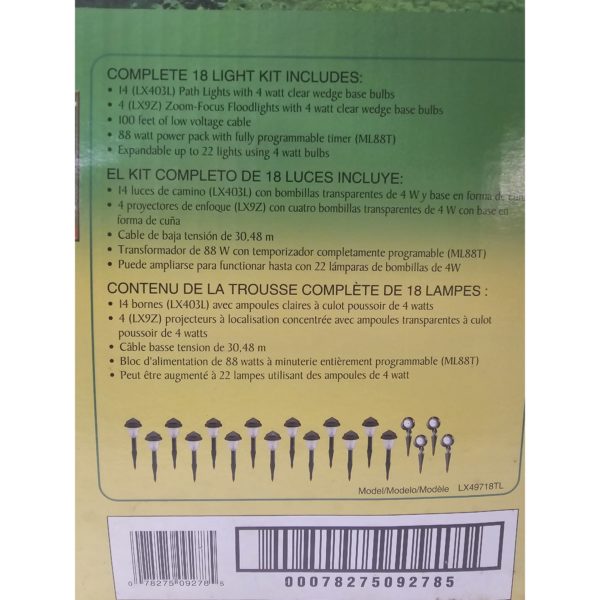 COMPLETE 18 LIGHT KIT INCLUDES:
• 14 (LX403L) Path Lights with 4 watt clear wedge base bulbs
• 4 (LX9Z) Zoom-Focus Floodlights with 4 watt clear wedge base bulbs
• 100 feet of low voltage cable
• 88 watt power pack with fully programmable timer (ML88T)
• Expandable up to 22 lights using 4 watt bulbs
EL KIT COMPLETO DE 18 LUCES INCLUYE:
• 14 luces de camino (LX403L) con bombillas transparentes de 4 W y base en forma de
• 4 proyectores de enfoque (LX9Z) con cuatro bombillas transparentes de 4 W con base en
forma de cuña
• Cable de baja tensión de 30,48 m
• Transformador de 88 W con temporizador completamente programable (ML88T)
• Puede ampliarse para funcionar hasta con 22 lámparas de bombillas de 4W
CONTENU DE LA TROUSSE COMPLÈTE DE 18 LAMPES :
• 14 bornes (LX403L) avec ampoules claires à culot poussoir de 4 watts
• 4 (LX9Z) projecteurs à localisation concentrée avec ampoules transparentes à culot
poussoir de 4 watts
• Câble basse tension de 30,48 m
• Bloc d'alimentation de 88 watts à minuterie entièrement programmable (ML88T)
• Peut être augmenté à 22 lampes utilisant des ampoules de 4 watt
Model/Modelo/Modèle LX49718TL
0 78275 09278 5
00078275092785